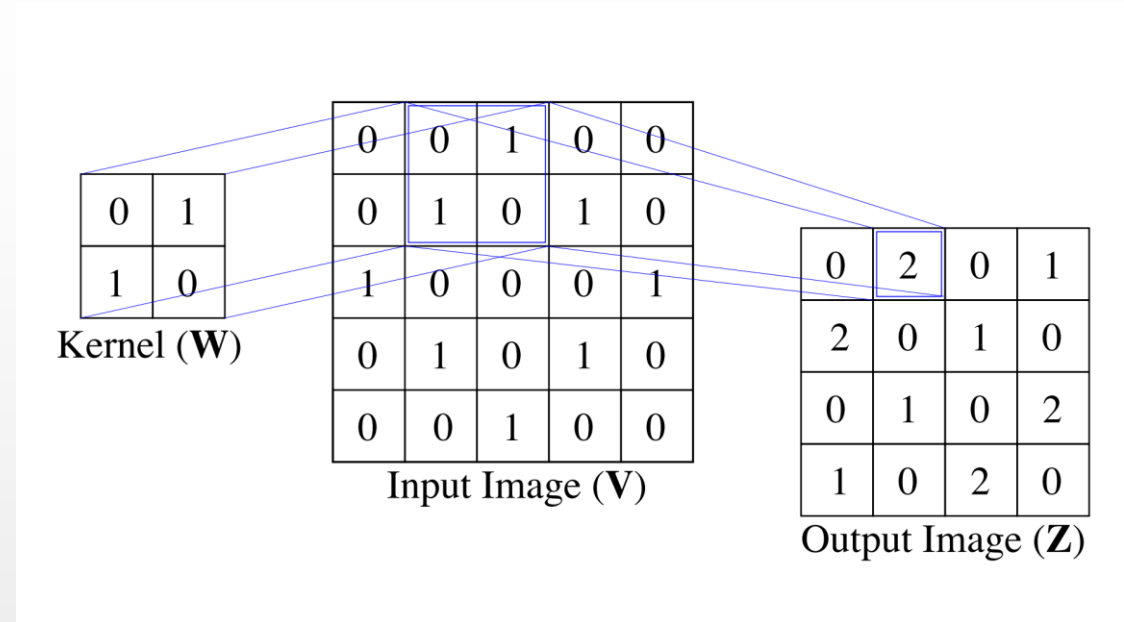 0 1
1 0
Kernel (W)
0 0 1 0 0
0 1 0 1 0
1 0 0 0 1
0 1 0 1 0
0 0 1 0 0
Input Image (V)
0 2 0 1
2 0 1 0
0 1 0 2
1 0 2 0
Output Image (Z)